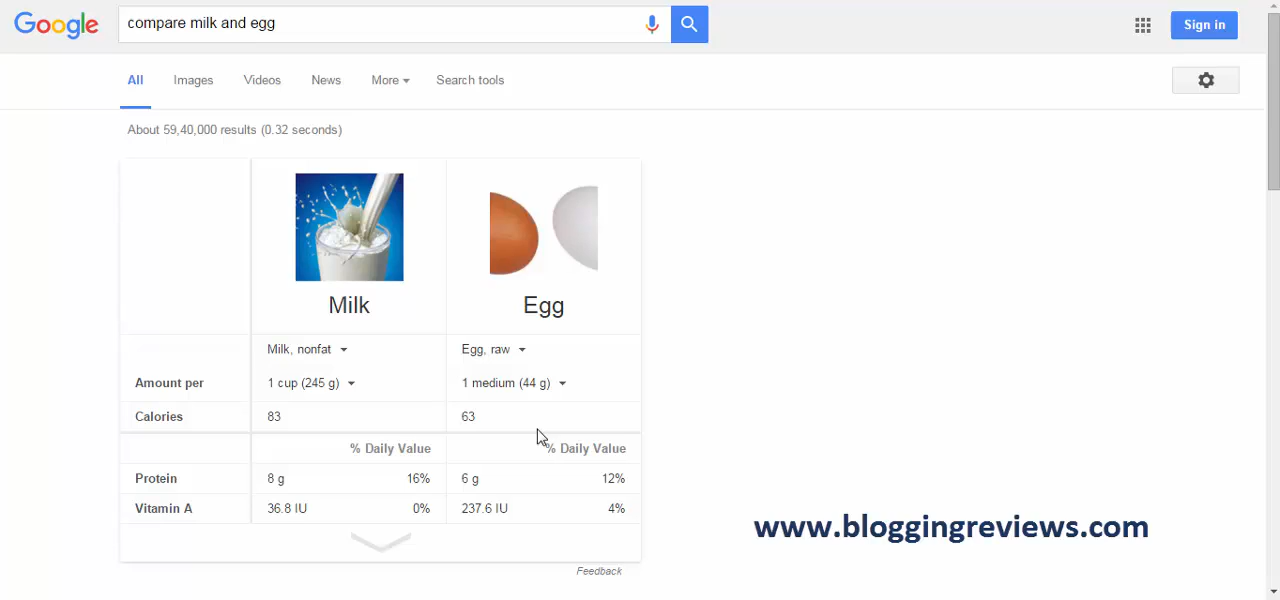 Google compare milk and egg Sign in
All Images Videos News More Search tools
About 59,40,000 results (0.32 seconds)
Milk Egg
Milk, nonfat Egg, raw
Amount per 1 cup (245 g) 1 medium (44 g)
Calories 83 63
% Daily Value % Daily Value
Protein 8 g 16% 6 g 12%
Vitamin A 36.8 IU 0% 237.6 IU 4%
www.bloggingreviews.com
Feedback